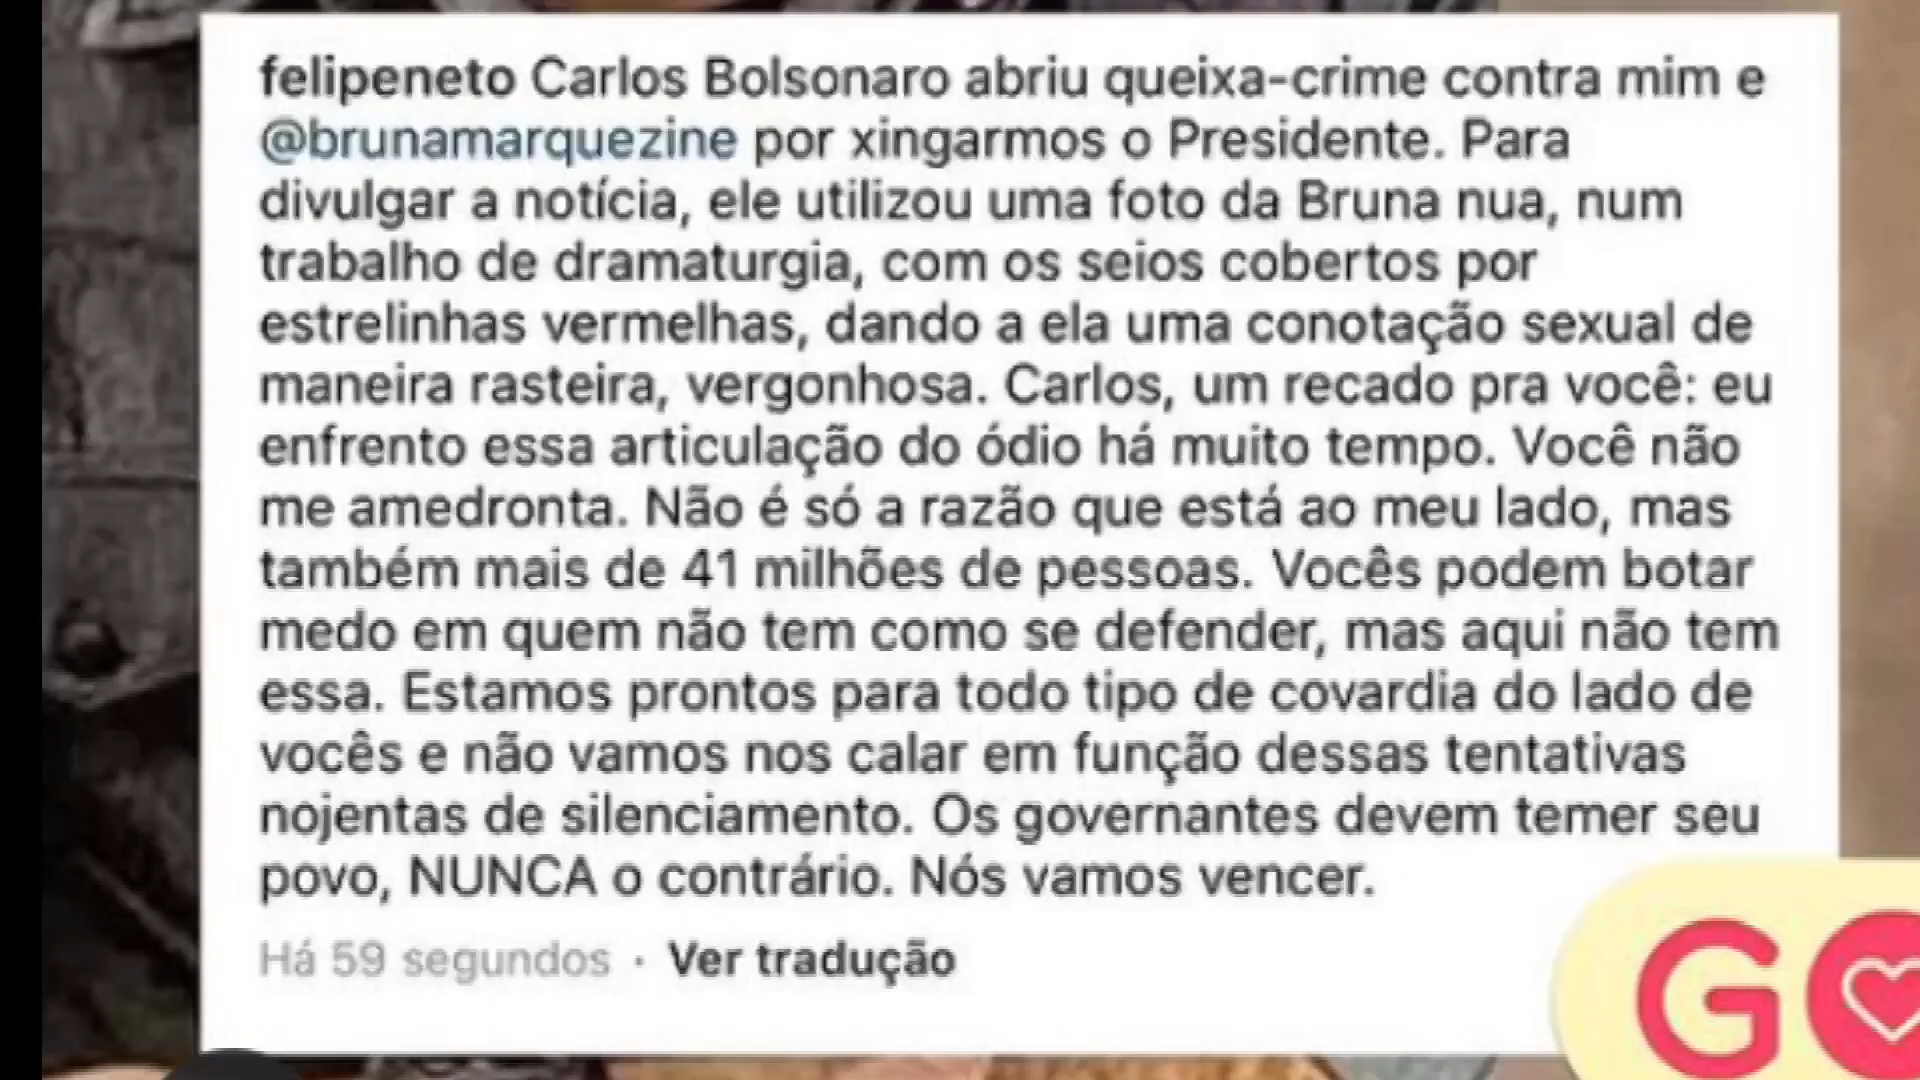 felipeneto Carlos Bolsonaro abriu queixa-crime contra mim e
@brunamarquezine por xingarmos o Presidente. Para
divulgar a notícia, ele utilizou uma foto da Bruna nua, num
trabalho de dramaturgia, com os seios cobertos por
estrelinhas vermelhas, dando a ela uma conotação sexual de
maneira rasteira, vergonhosa. Carlos, um recado pra você: eu
enfrento essa articulação do ódio há muito tempo. Você não
me amedronta. Não é só a razão que está ao meu lado, mas
também mais de 41 milhões de pessoas. Vocês podem botar
medo em quem não tem como se defender, mas aqui não tem
essa. Estamos prontos para todo tipo de covardia do lado de
vocês e não vamos nos calar em função dessas tentativas
nojentas de silenciamento. Os governantes devem temer seu
povo, NUNCA o contrário. Nós vamos vencer.
Há 59 segundos · Ver tradução